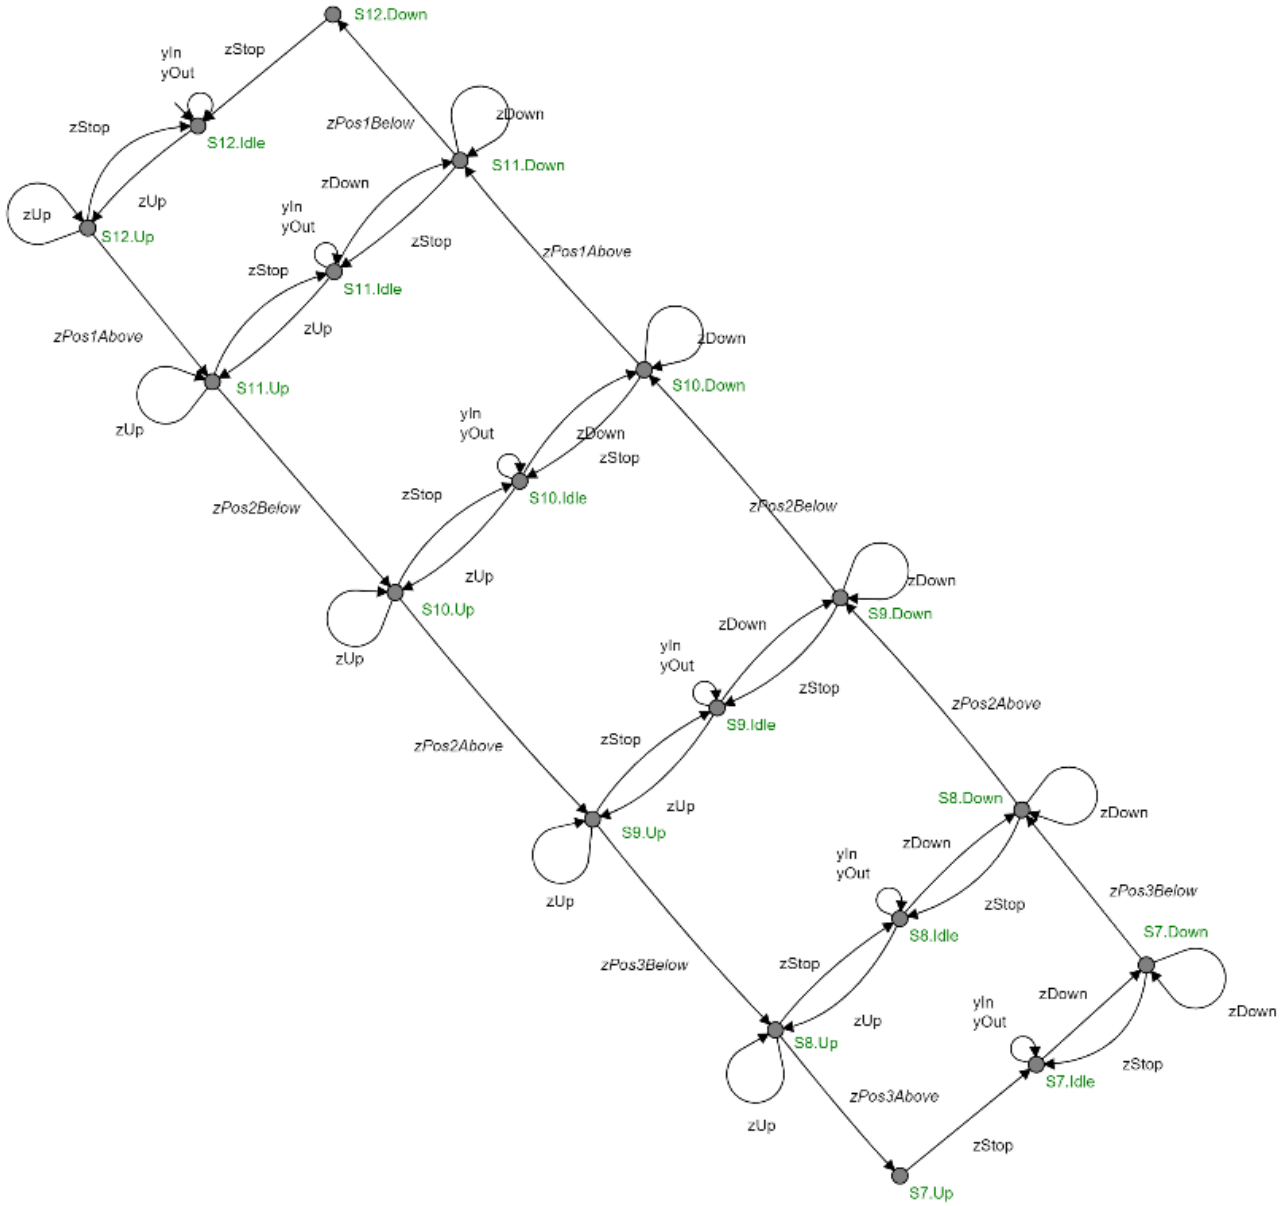 S12.Down
yIn
yOut
zStop
zStop
S12.Idle
zUp
zUp
S12.Up
zPos1Below
zDown
S11.Down
zDown
yIn
yOut
zStop
zPos1Above
zStop
S11.Idle
zUp
zPos1Above
S11.Up
zUp
zDown
S10.Down
yIn
yOut
zDown
zStop
zStop
S10.Idle
zPos2Below
zPos2Below
zUp
S10.Up
zUp
zDown
S9.Down
zDown
yIn
yOut
zStop
zPos2Above
S9.Idle
zStop
zPos2Above
zUp
S9.Up
zUp
S8.Down
zDown
zDown
yIn
yOut
zPos3Below
zStop
S8.Idle
S7.Down
zPos3Below
zStop
zDown
yIn
yOut
zDown
zUp
S8.Up
zStop
S7.Idle
zPos3Above
zUp
zStop
S7.Up